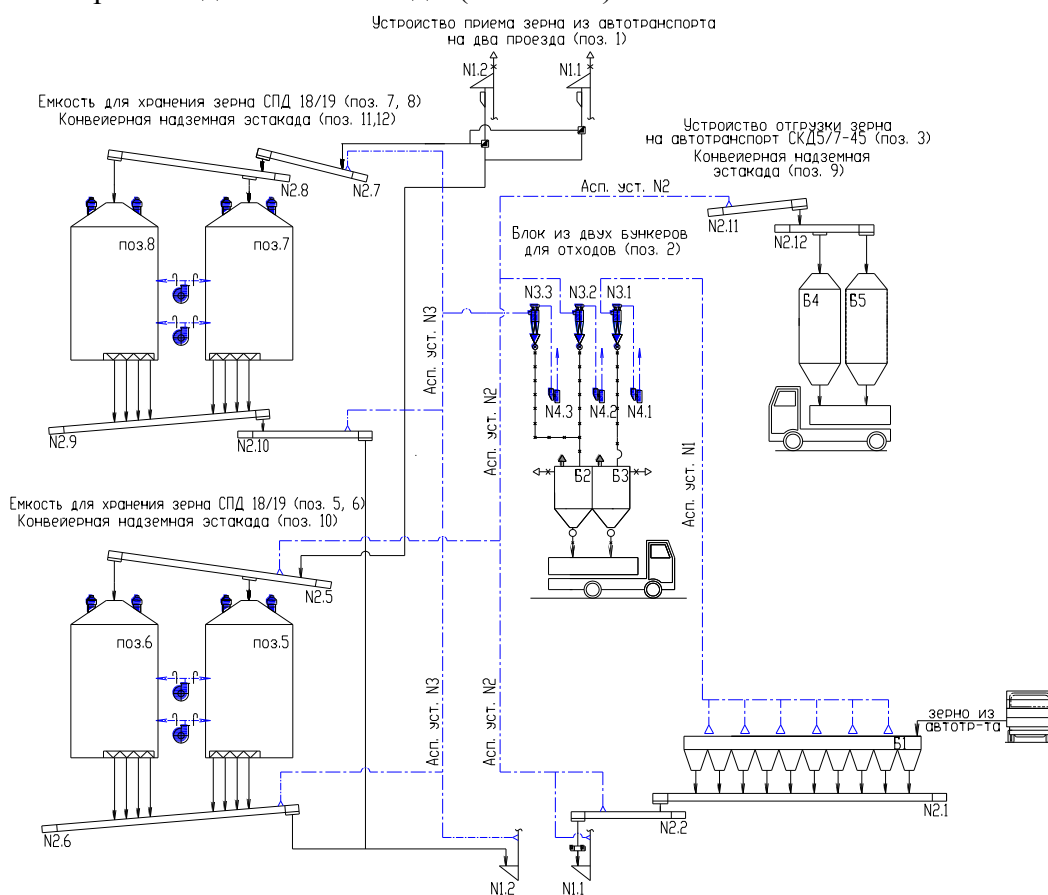 Устройство приема зерна из автотранспорта
на два проезда (поз. 1)
N1.2
N1.1
Емкость для хранения зерна СПД 18/19 (поз. 7, 8)
Конвейерная надземная эстакада (поз. 11,12)
Устройство отгрузки зерна
на автотранспорт СКД5/7-45 (поз. 3)
Конвейерная надземная
эстакада (поз. 9)
N2.8
N2.7
Асп. уст. N2
N2.11
N2.12
поз.8
поз.7
Блок из двух бункеров
для отходов (поз. 2)
N3.3
N3.2
N3.1
Б4
Б5
Асп. уст N3
Асп. уст. N2
N4.3
N4.2
N4.1
N2.9
N2.10
Б2
Б3
Асп. уст. N1
Емкость для хранения зерна СПД 18/19 (поз. 5, 6)
Конвейерная надземная эстакада (поз. 10)
N2.5
поз.6
поз.5
Асп. уст. N3
Асп. уст. N2
зерно из
автотр-та
Б1
N2.6
N2.2
N2.1
N1.2
N1.1